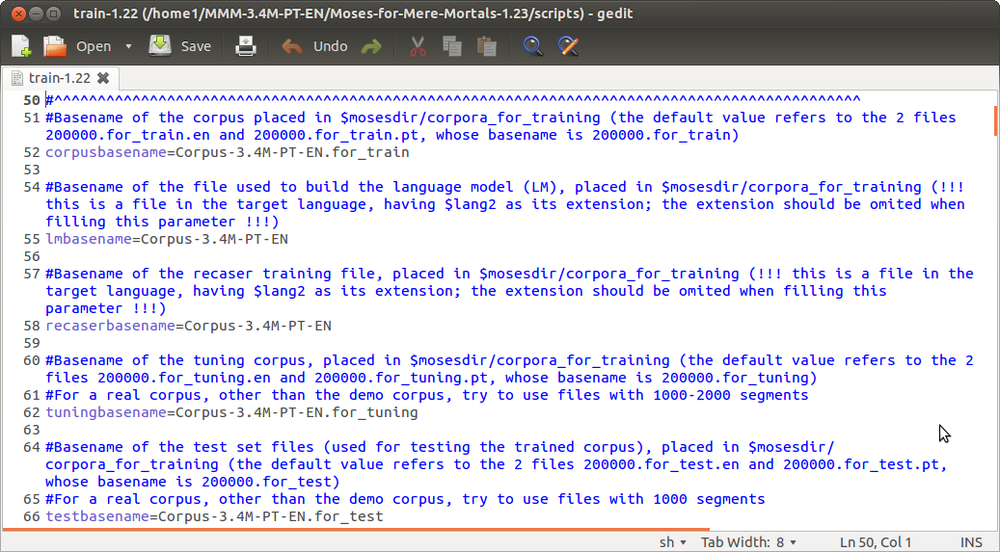 train-1.22 (/home1/MMM-3.4M-PT-EN/Moses-for-Mere-Mortals-1.23/scripts) - gedit
Open Save Undo
train-1.22
50 #^^^^^^^^^^^^^^^^^^^^^^^^^^^^^^^^^^^^^^^^^^^^^^^^^^^^^^^^^^^^^^^^^^^^^^^^^^^^^^^^^^^^^^^^^^^^^
51 #Basename of the corpus placed in $mosesdir/corpora_for_training (the default value refers to the 2 files
200000.for_train.en and 200000.for_train.pt, whose basename is 200000.for_train)
52 corpusbasename=Corpus-3.4M-PT-EN.for_train
53
54 #Basename of the file used to build the language model (LM), placed in $mosesdir/corpora_for_training (!!!
this is a file in the target language, having $lang2 as its extension; the extension should be omited when
filling this parameter !!!)
55 lmbasename=Corpus-3.4M-PT-EN
56
57 #Basename of the recaser training file, placed in $mosesdir/corpora_for_training (!!! this is a file in the
target language, having $lang2 as its extension; the extension should be omited when filling this
parameter !!!)
58 recaserbasename=Corpus-3.4M-PT-EN
59
60 #Basename of the tuning corpus, placed in $mosesdir/corpora_for_training (the default value refers to the 2
files 200000.for_tuning.en and 200000.for_tuning.pt, whose basename is 200000.for_tuning)
61 #For a real corpus, other than the demo corpus, try to use files with 1000-2000 segments
62 tuningbasename=Corpus-3.4M-PT-EN.for_tuning
63
64 #Basename of the test set files (used for testing the trained corpus), placed in $mosesdir/
corpora_for_training (the default value refers to the 2 files 200000.for_test.en and 200000.for_test.pt,
whose basename is 200000.for_test)
65 #For a real corpus, other than the demo corpus, try to use files with 1000 segments
66 testbasename=Corpus-3.4M-PT-EN.for_test
sh Tab Width: 8 Ln 50, Col 1 INS